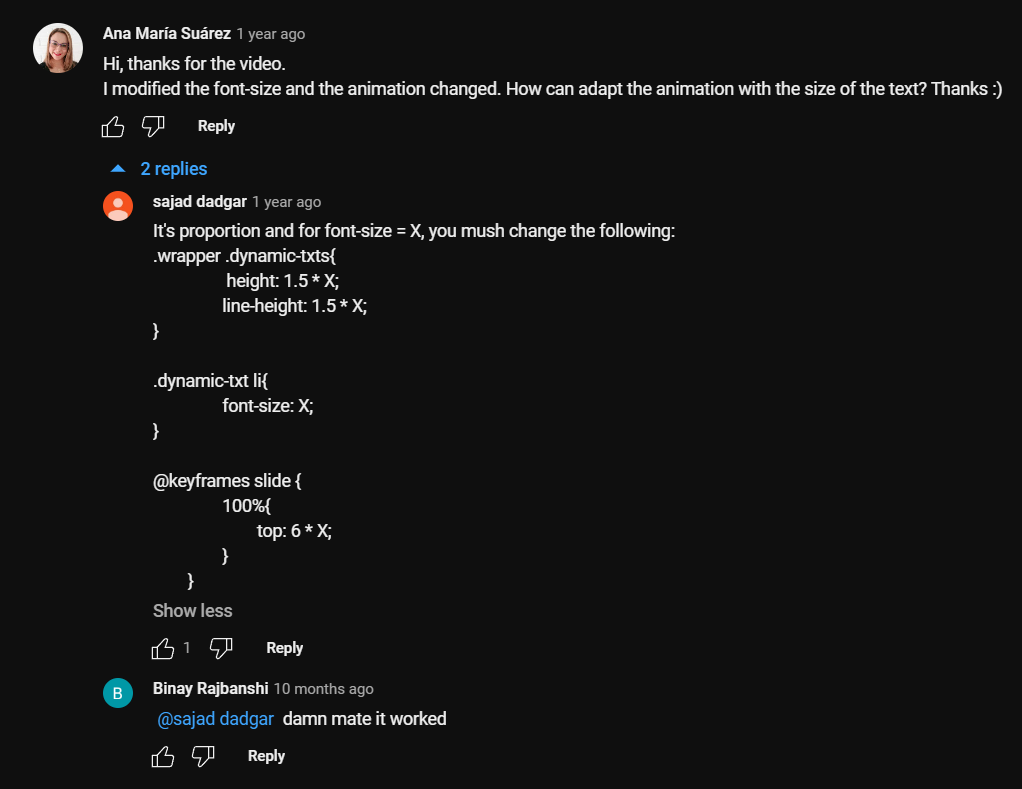 Ana María Suárez 1 year ago
Hi, thanks for the video.
I modified the font-size and the animation changed. How can adapt the animation with the size of the text? Thanks :)
Reply
2 replies
sajad dadgar 1 year ago
It's proportion and for font-size = X, you mush change the following:
.wrapper .dynamic-txts{
height: 1.5 * X;
line-height: 1.5 * X;
}
.dynamic-txt li{
font-size: X;
}
@keyframes slide {
100%{
top: 6 * X;
}
}
Show less
1 Reply
B Binay Rajbanshi 10 months ago
@sajad dadgar damn mate it worked
Reply